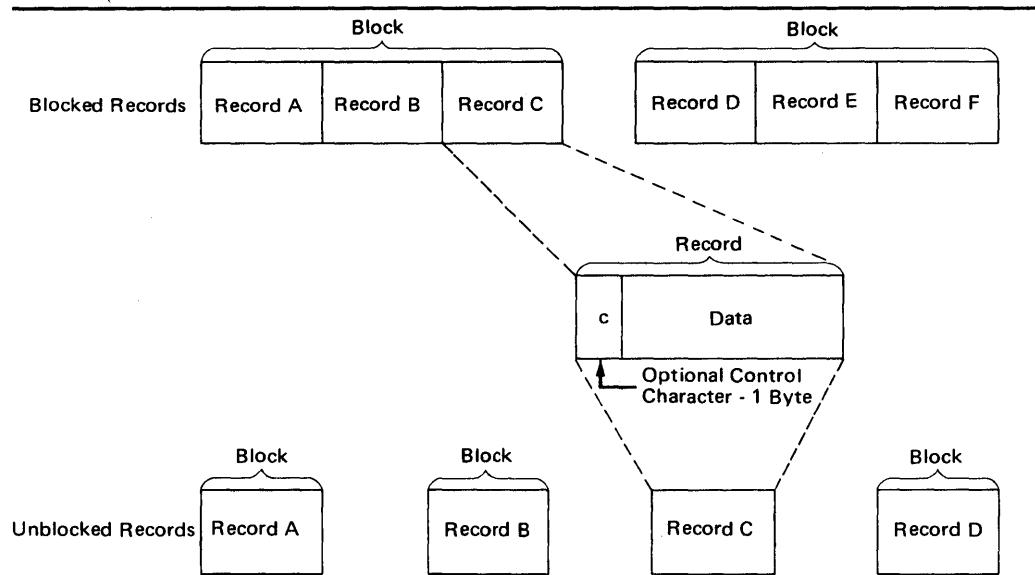 Block
Block
Blocked Records
Record A
Record B
Record C
Record D
Record E
Record F
Record
c
Data
Optional Control
Character - 1 Byte
Block
Block
Block
Unblocked Records
Record A
Record B
Record C
Record D